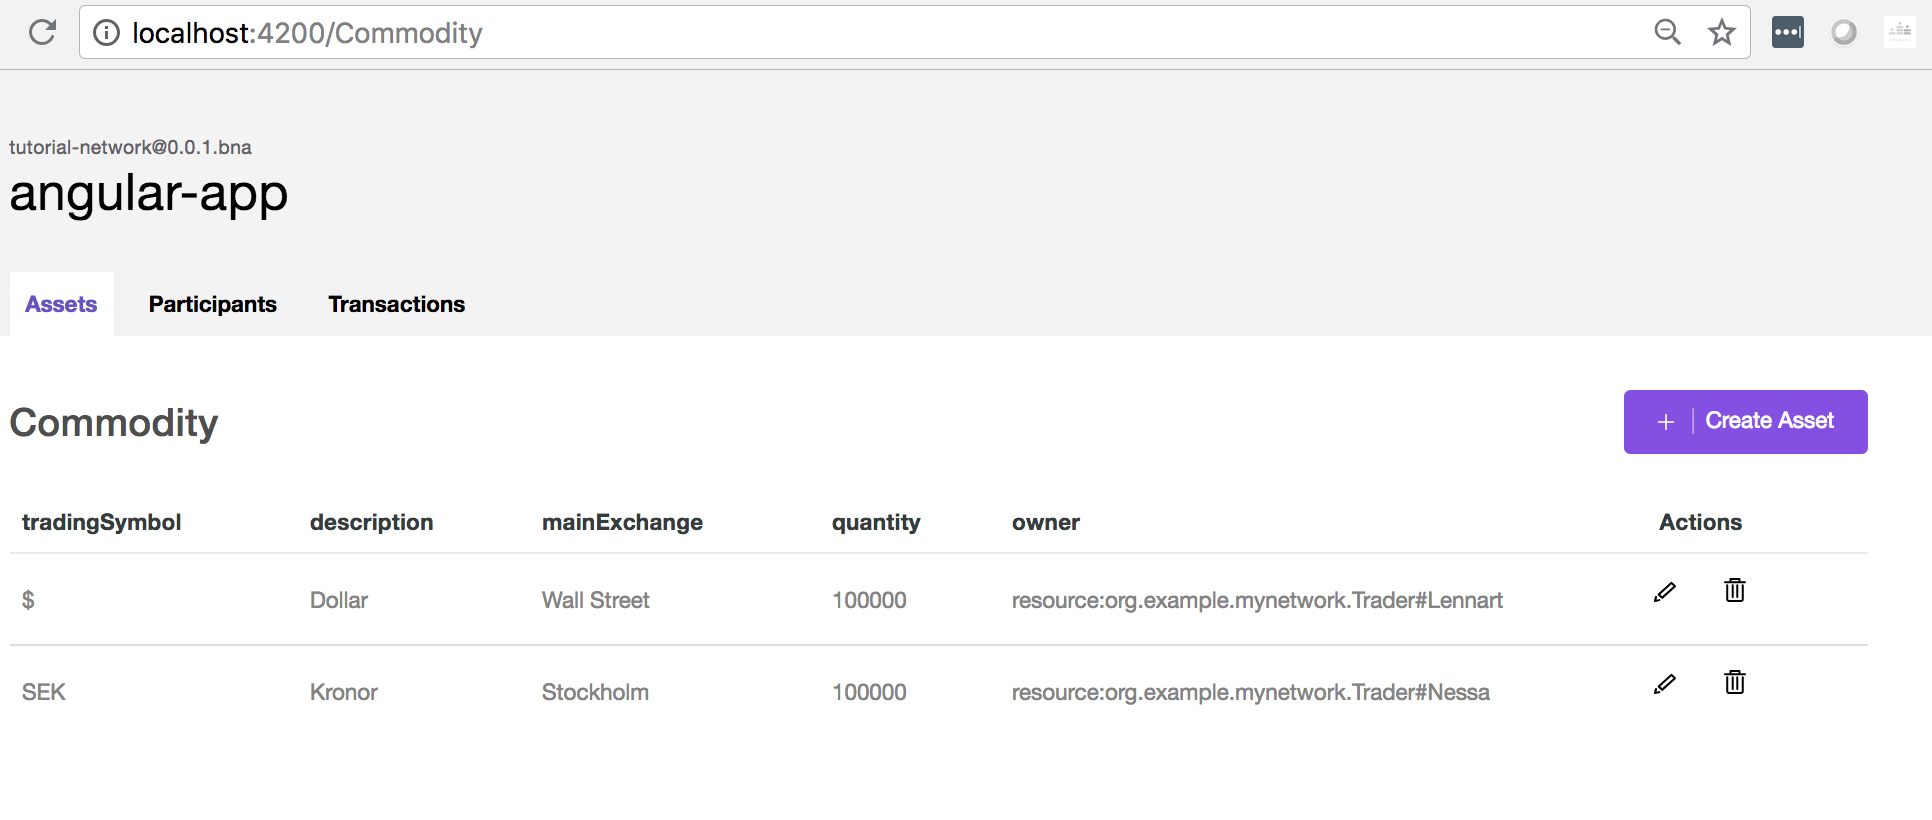 localhost:4200/Commodity
tutorial-network@0.0.1.bna
angular-app
Assets Participants Transactions
Commodity
+ Create Asset
tradingSymbol description mainExchange quantity owner Actions
$ Dollar Wall Street 100000 resource:org.example.mynetwork.Trader#Lennart
SEK Kronor Stockholm 100000 resource:org.example.mynetwork.Trader#Nessa